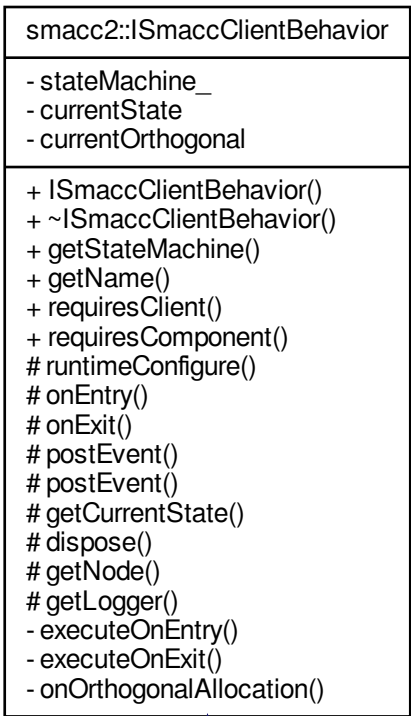 smacc2::ISmaccClientBehavior
- stateMachine_
- currentState
- currentOrthogonal
+ ISmaccClientBehavior()
+ ~ISmaccClientBehavior()
+ getStateMachine()
+ getName()
+ requiresClient()
+ requiresComponent()
# runtimeConfigure()
# onEntry()
# onExit()
# postEvent()
# postEvent()
# getCurrentState()
# dispose()
# getNode()
# getLogger()
- executeOnEntry()
- executeOnExit()
- onOrthogonalAllocation()